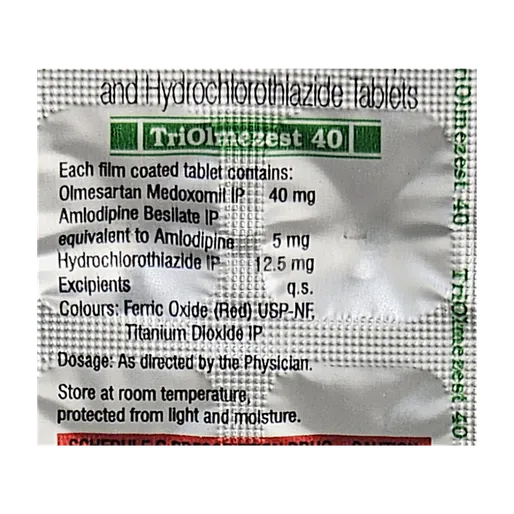 and Hydrochlorothiazide Tablets
TriOlmezest 40
Each film coated tablet contains:
Olmesartan Medoxomil IP 40 mg
Amlodipine Besilate IP
equivalent to Amlodipine 5 mg
Hydrochlorothiazide IP 12.5 mg
Excipients q.s.
Colours: Ferric Oxide (Red) USP-NF,
Titanium Dioxide IP
Dosage: As directed by the Physician.
Store at room temperature,
protected from light and moisture.
TriOlmezest 40
TriOlmezest 40